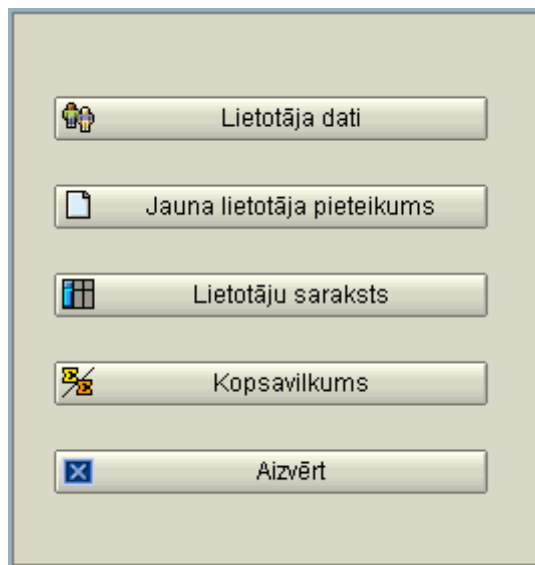 Lietotāja dati
Jauna lietotāja pieteikums
Lietotāju saraksts
Kopsavilkums
Aizvērt